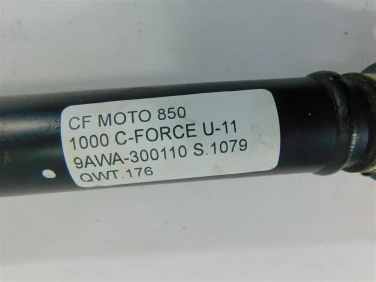 CF MOTO 850
1000 C-FORCE U-11
9AWA-300110 S.1079
QWT.176